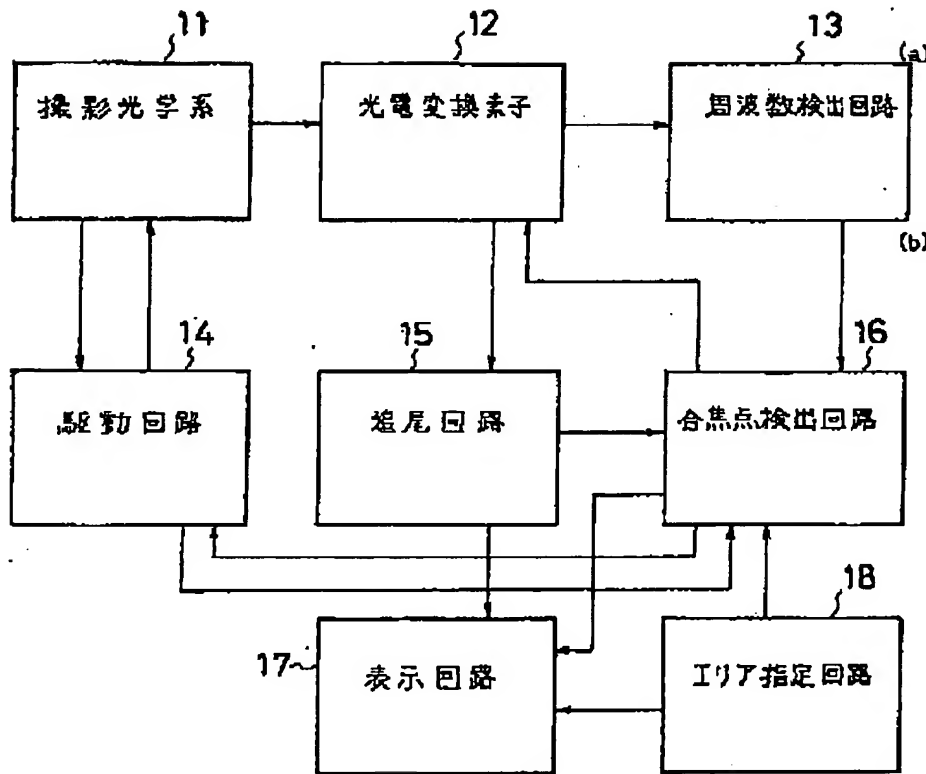 11
12
13
(a)
撮影光学系
光電変換素子
周波数検出回路
(b)
14
15
16
駆動回路
追尾回路
合焦点検出回路
18
17
表示回路
エリア指定回路